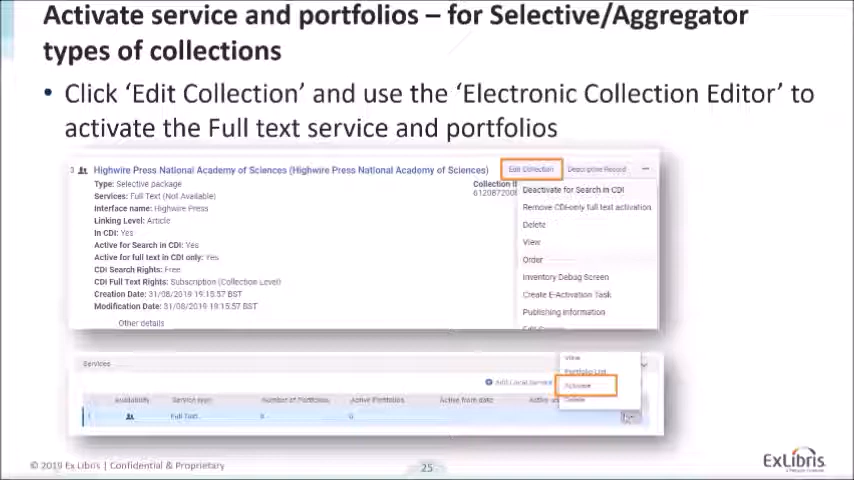 Activate service and portfolios – for Selective/Aggregator
types of collections
• Click ‘Edit Collection’ and use the ‘Electronic Collection Editor’ to
activate the Full text service and portfolios
3 Highwire Press National Academy of Sciences (Highwire Press National Academy of Sciences) Edit Collection Descriptive Record
Type: Selective package
Services: Full Text (Not Available)
Interface name: Highwire Press
Linking Level: Article
In CDI: Yes
Active for Search in CDI: Yes
Active for full text in CDI only: Yes
CDI Search Rights: Free
CDI Full Text Rights: Subscription (Collection Level)
Creation Date: 31/08/2019 19:15:57 BST
Modification Date: 31/08/2019 19:15:57 BST
Other details
Collection
Deactivate for Search in CDI
Remove CDI-only full text activation
Delete
View
Order
Inventory Debug Screen
Create E-Activation Task
Publishing Information
Services
View
Portfolio List
Activate
Delete
Add Local Service
Availability Service type Number of Portfolios Active Portfolios Active from date
Full Text
© 2019 Ex Libris | Confidential & Proprietary
25
ExLibris